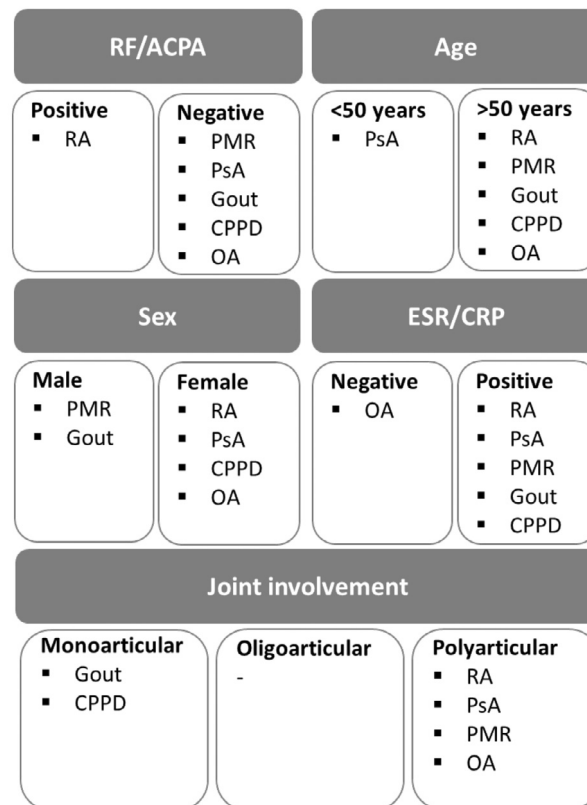 RF/ACPA
Positive
▪ RA
Negative
▪ PMR
▪ PsA
▪ Gout
▪ CPPD
▪ OA
Age
<50 years
▪ PsA
>50 years
▪ RA
▪ PMR
▪ Gout
▪ CPPD
▪ OA
Sex
Male
▪ PMR
▪ Gout
Female
▪ RA
▪ PsA
▪ CPPD
▪ OA
ESR/CRP
Negative
▪ OA
Positive
▪ RA
▪ PsA
▪ PMR
▪ Gout
▪ CPPD
Joint involvement
Monoarticular
▪ Gout
▪ CPPD
Oligoarticular
-
Polyarticular
▪ RA
▪ PsA
▪ PMR
▪ OA